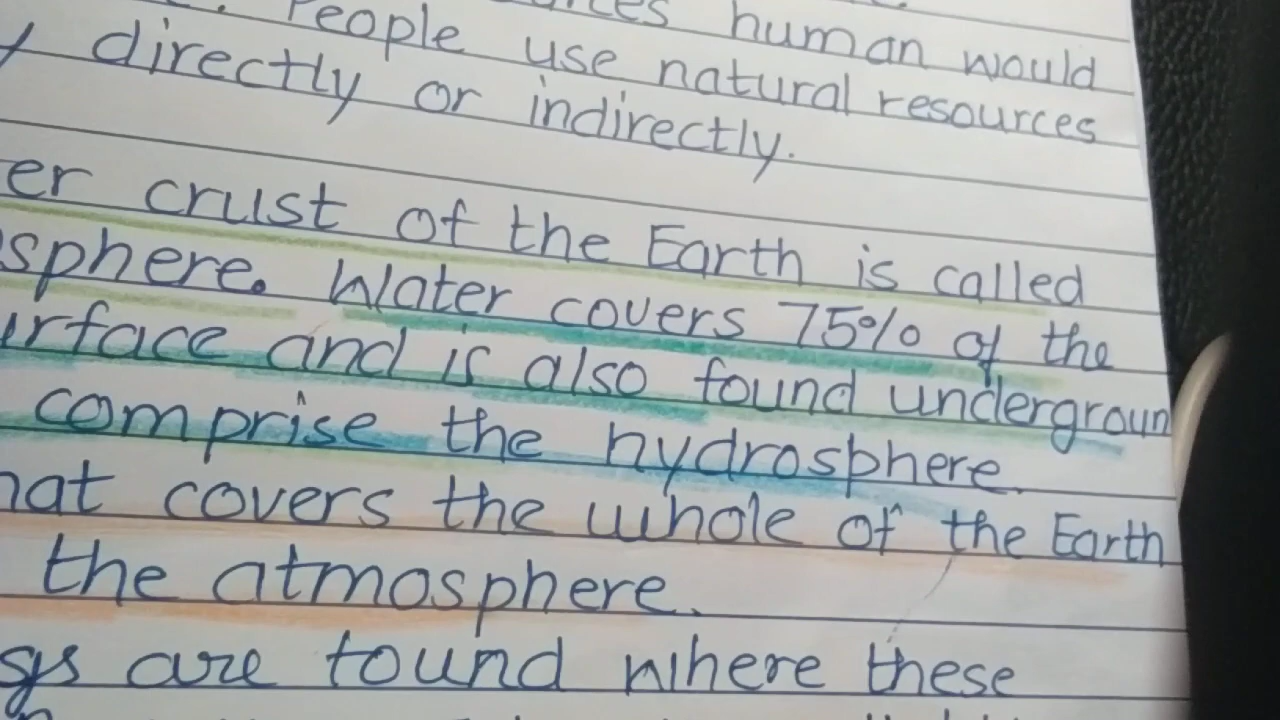 human would
People use natural resources
directly or indirectly.
er crust of the Earth is called
sphere. Water covers 75% of the
urface and is also found undergroun
comprise the hydrosphere.
hat covers the whole of the Earth
the atmosphere.
are found where these